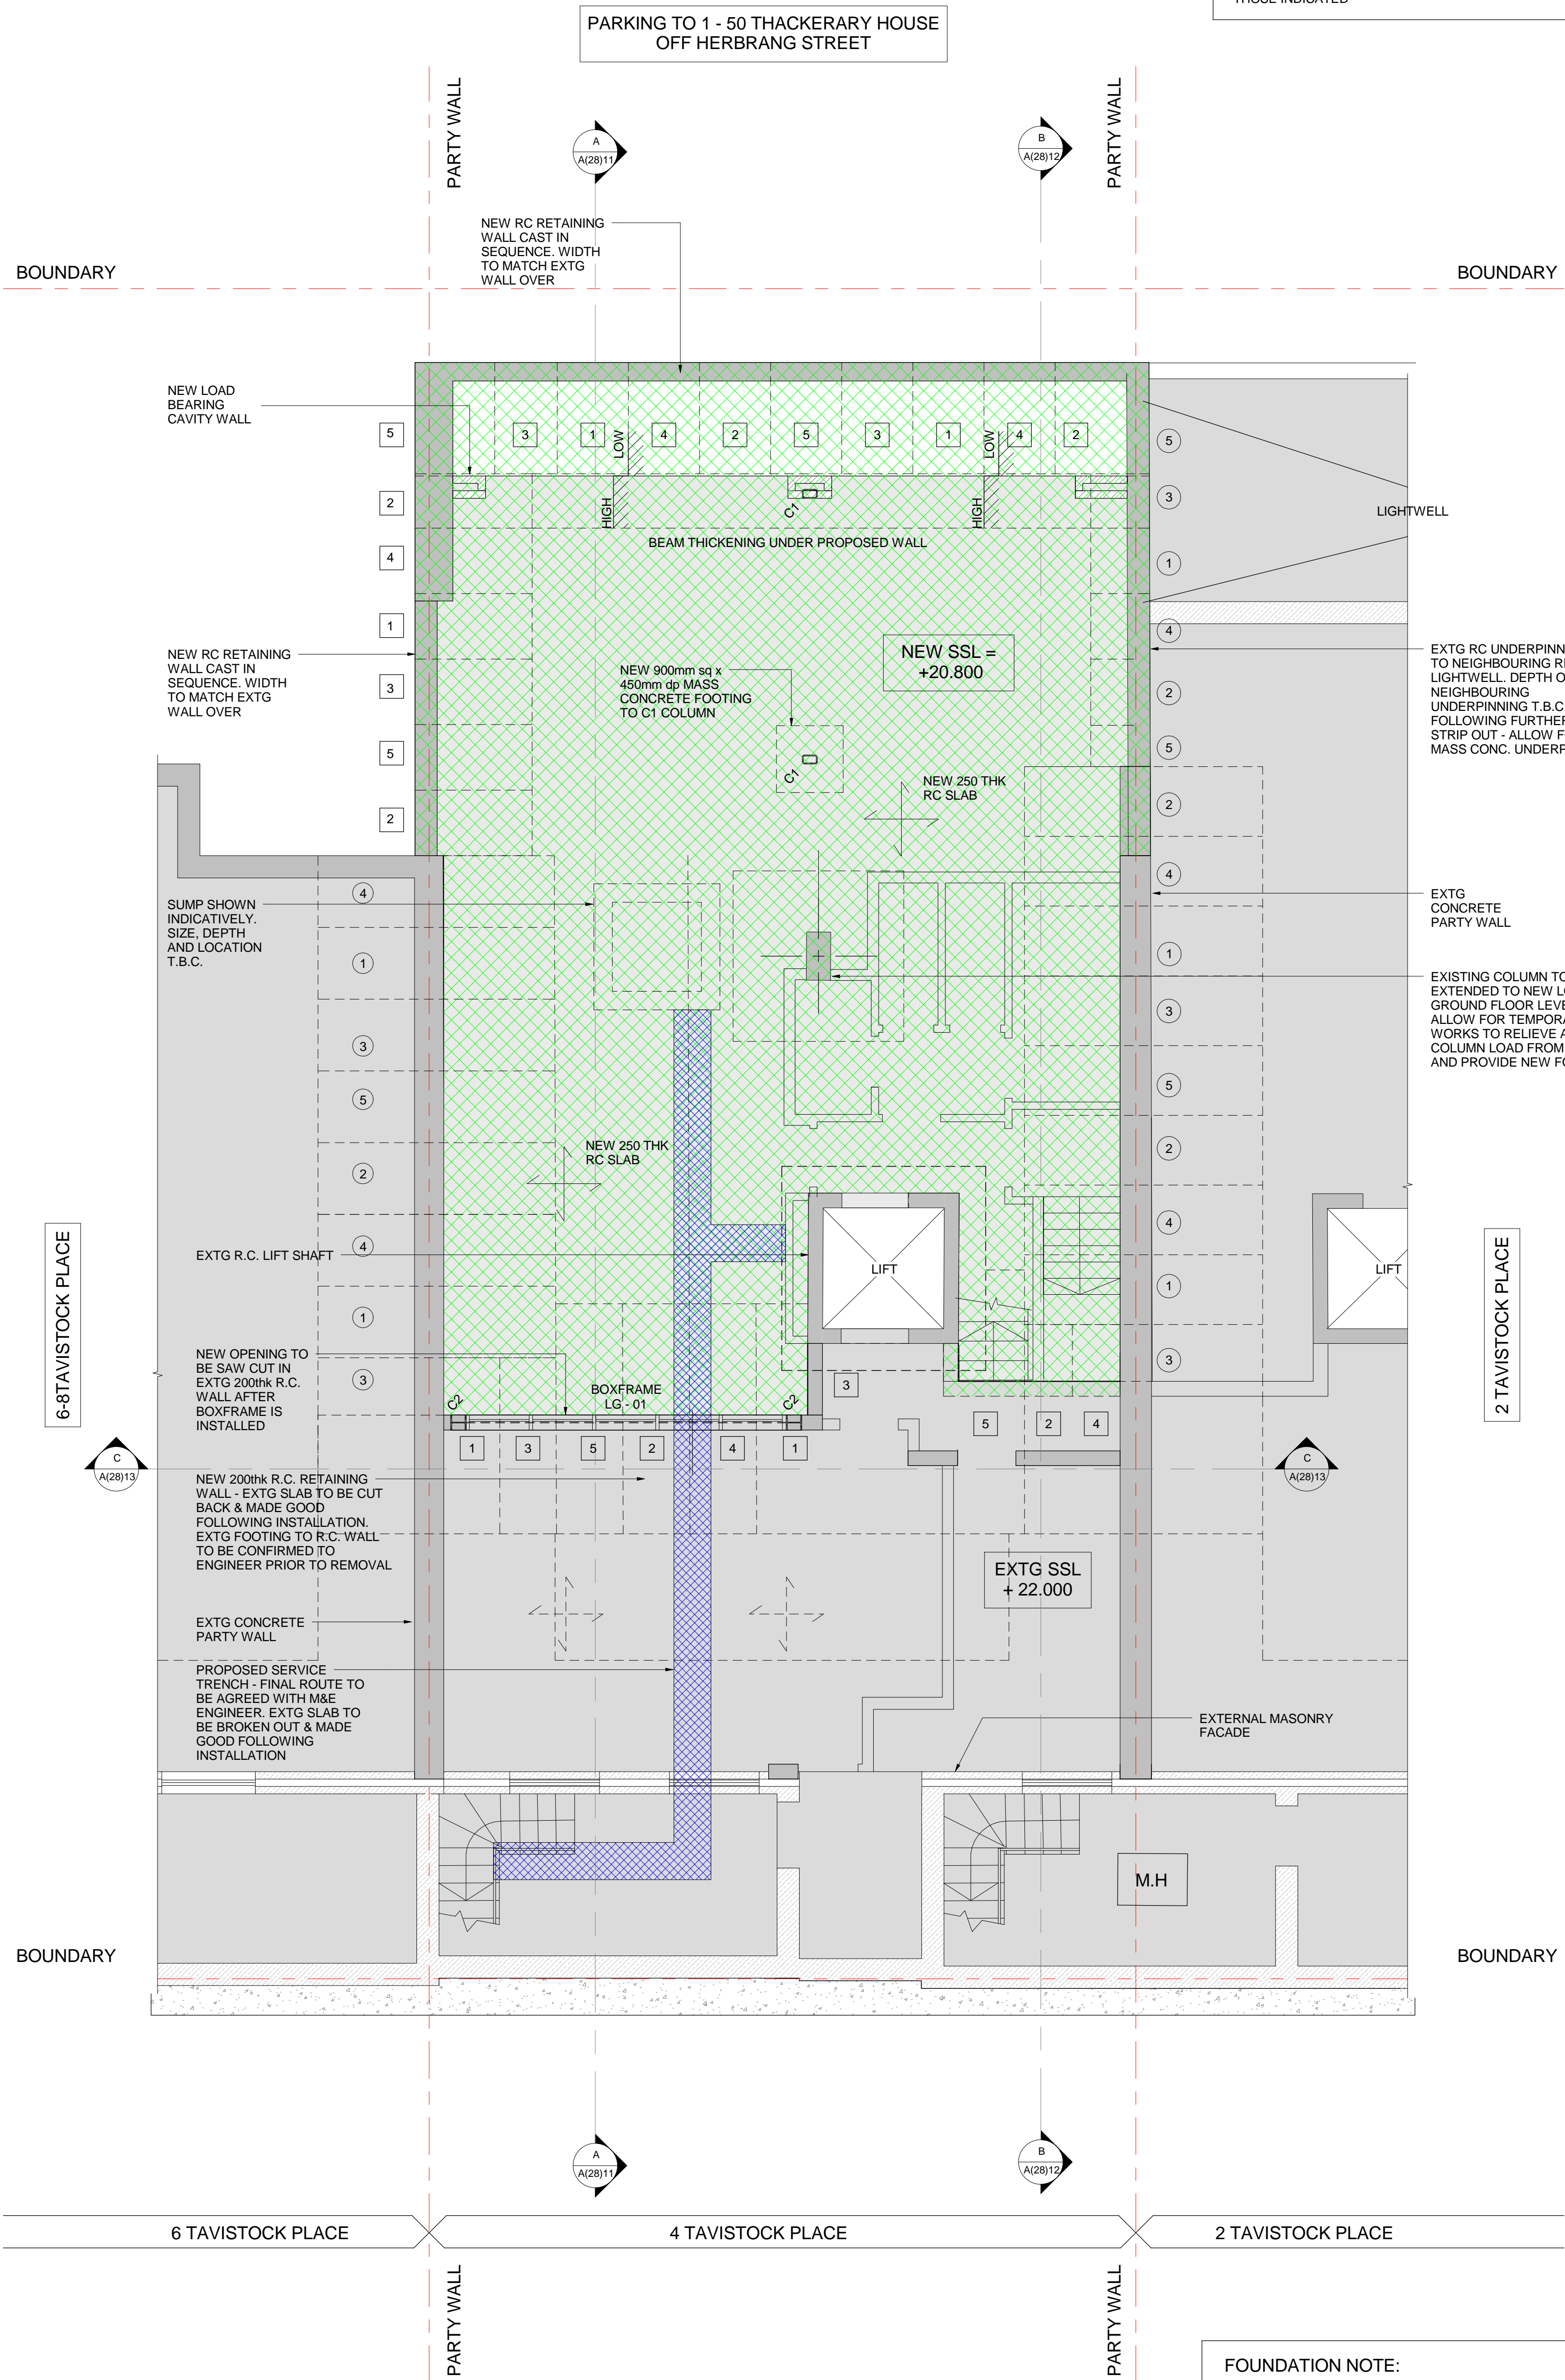 THOSE INDICATED
PARKING TO 1 - 50 THACKERARY HOUSE
OFF HERBRANG STREET
PARTY WALL
PARTY WALL
A
A(28)11
B
A(28)12
NEW RC RETAINING
WALL CAST IN
SEQUENCE. WIDTH
TO MATCH EXTG
WALL OVER
BOUNDARY
BOUNDARY
NEW LOAD
BEARING
CAVITY WALL
5
3
1
LOW
4
2
5
3
1
LOW
4
2
5
2
HIGH
C1
HIGH
3
LIGHTWELL
BEAM THICKENING UNDER PROPOSED WALL
4
1
1
4
NEW RC RETAINING
WALL CAST IN
SEQUENCE. WIDTH
TO MATCH EXTG
WALL OVER
NEW SSL =
+20.800
NEW 900mm sq x
450mm dp MASS
CONCRETE FOOTING
TO C1 COLUMN
EXTG RC UNDERPINN
TO NEIGHBOURING R
LIGHTWELL. DEPTH O
NEIGHBOURING
UNDERPINNING T.B.C
FOLLOWING FURTHER
STRIP OUT - ALLOW F
MASS CONC. UNDERP
3
2
5
5
C1
NEW 250 THK
RC SLAB
2
2
4
4
SUMP SHOWN
INDICATIVELY.
SIZE, DEPTH
AND LOCATION
T.B.C.
EXTG
CONCRETE
PARTY WALL
1
1
EXISTING COLUMN TO
EXTENDED TO NEW LO
GROUND FLOOR LEVE
ALLOW FOR TEMPORA
WORKS TO RELIEVE A
COLUMN LOAD FROM
AND PROVIDE NEW FO
3
3
5
5
NEW 250 THK
RC SLAB
2
2
4
4
EXTG R.C. LIFT SHAFT
LIFT
LIFT
6-8TAVISTOCK PLACE
2 TAVISTOCK PLACE
1
1
NEW OPENING TO
BE SAW CUT IN
EXTG 200thk R.C.
WALL AFTER
BOXFRAME IS
INSTALLED
3
3
C2
BOXFRAME
LG - 01
C2
3
5
2
4
1
3
5
2
4
1
C
A(28)13
C
A(28)13
NEW 200thk R.C. RETAINING
WALL - EXTG SLAB TO BE CUT
BACK & MADE GOOD
FOLLOWING INSTALLATION.
EXTG FOOTING TO R.C. WALL
TO BE CONFIRMED TO
ENGINEER PRIOR TO REMOVAL
EXTG SSL
+ 22.000
EXTG CONCRETE
PARTY WALL
PROPOSED SERVICE
TRENCH - FINAL ROUTE TO
BE AGREED WITH M&E
ENGINEER. EXTG SLAB TO
BE BROKEN OUT & MADE
GOOD FOLLOWING
INSTALLATION
EXTERNAL MASONRY
FACADE
M.H
BOUNDARY
BOUNDARY
A
A(28)11
B
A(28)12
6 TAVISTOCK PLACE
4 TAVISTOCK PLACE
2 TAVISTOCK PLACE
PARTY WALL
PARTY WALL
FOUNDATION NOTE: